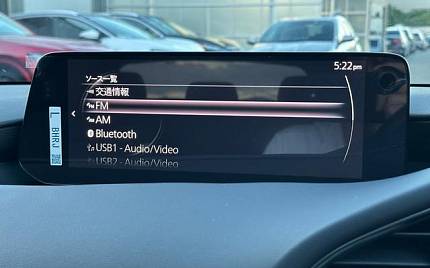 5:22pm
ソース一覧
交通情報
FM
AM
Bluetooth
USB1 - Audio/Video
USB2 - Audio/Video
BHRJ